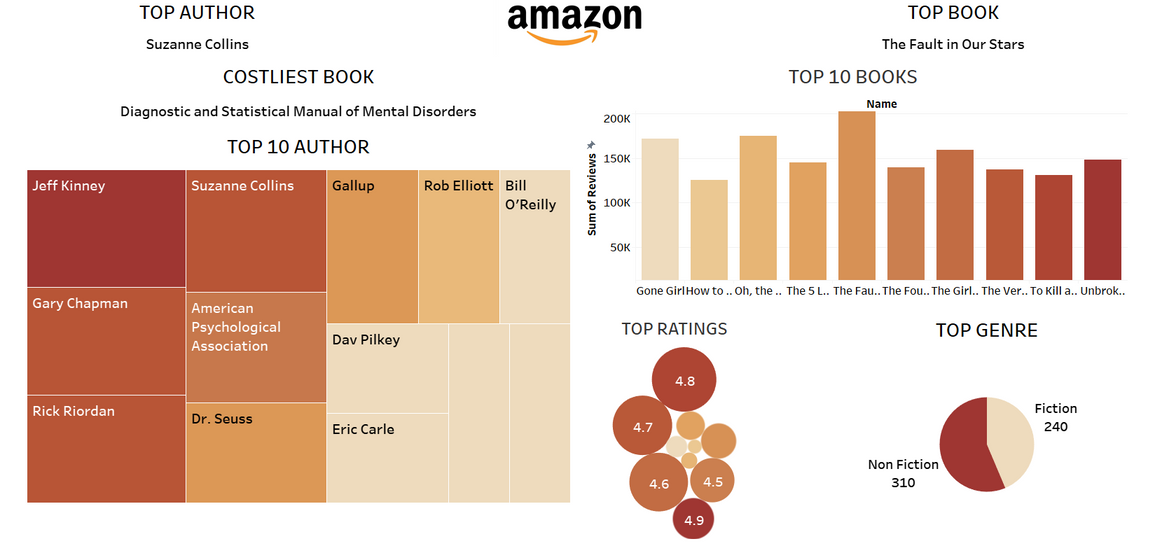 TOP AUTHOR
Suzanne Collins
amazon
TOP BOOK
The Fault in Our Stars
COSTLIEST BOOK
Diagnostic and Statistical Manual of Mental Disorders
TOP 10 AUTHOR
Jeff Kinney
Gary Chapman
Rick Riordan
Suzanne Collins
American
Psychological
Association
Dr. Seuss
Gallup
Rob Elliott
Bill
O’Reilly
Dav Pilkey
Eric Carle
TOP 10 BOOKS
Name
Sum of Reviews
200K
150K
100K
50K
Gone Girl
How to ..
Oh, the ..
The 5 L..
The Fau..
The Fou..
The Girl..
The Ver..
To Kill a..
Unbrok..
TOP RATINGS
4.8
4.7
4.6
4.5
4.9
TOP GENRE
Fiction
240
Non Fiction
310